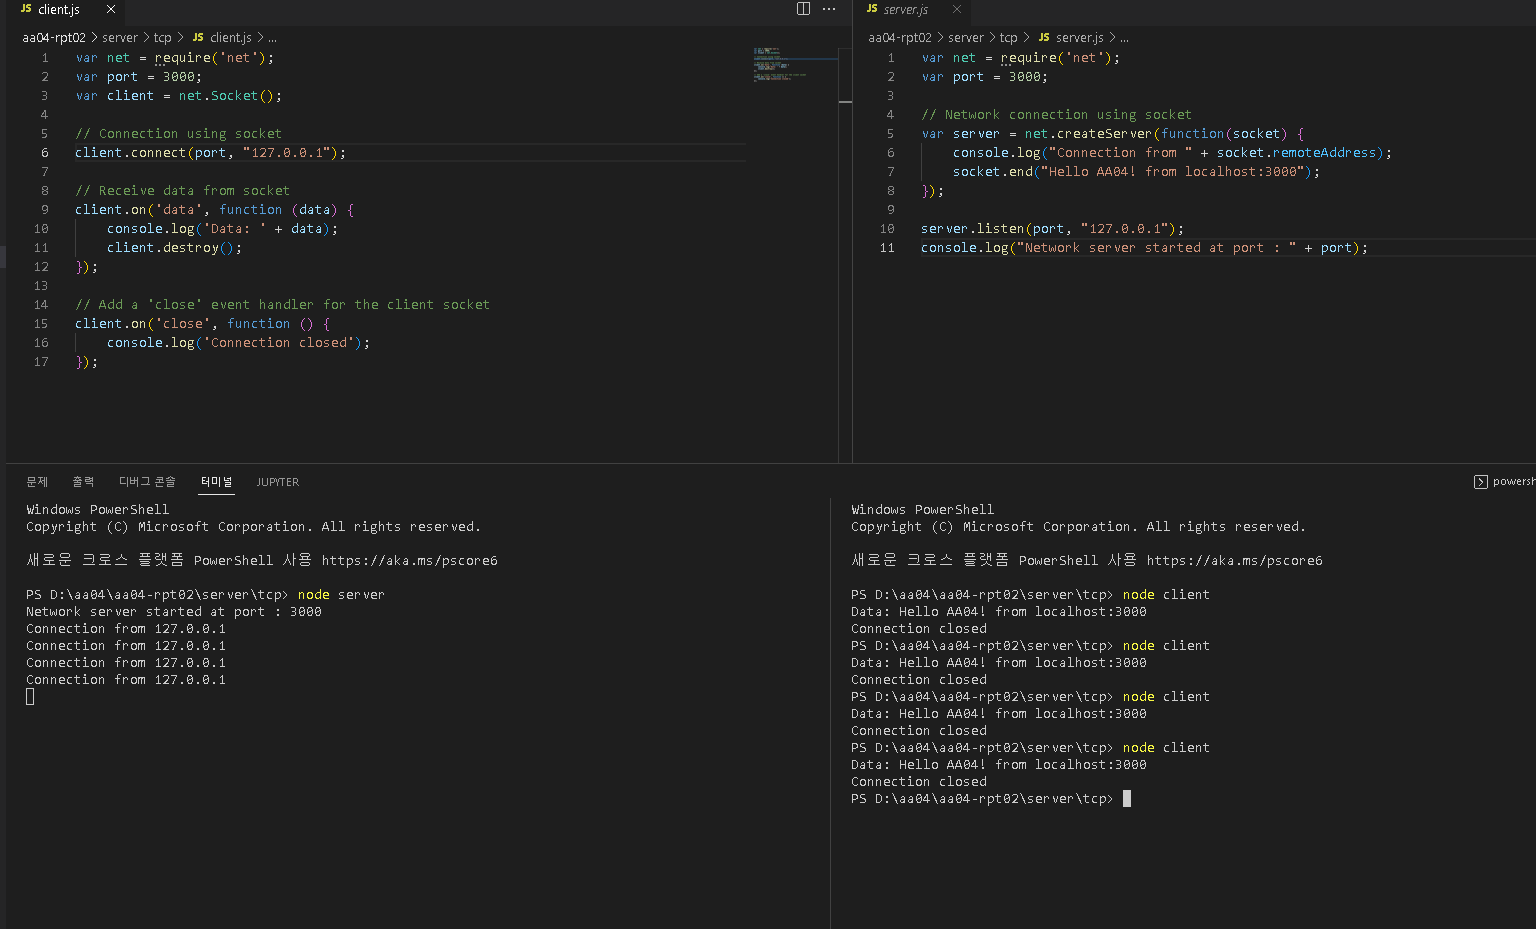 JS client.js
aa04-rpt02 > server > tcp > JS client.js > ...
1 var net = require('net');
2 var port = 3000;
3 var client = net.Socket();
4
5 // Connection using socket
6 client.connect(port, "127.0.0.1");
7
8 // Receive data from socket
9 client.on('data', function (data) {
10 console.log('Data: ' + data);
11 client.destroy();
12 });
13
14 // Add a 'close' event handler for the client socket
15 client.on('close', function () {
16 console.log('Connection closed');
17 });
JS server.js
aa04-rpt02 > server > tcp > JS server.js > ...
1 var net = require('net');
2 var port = 3000;
3
4 // Network connection using socket
5 var server = net.createServer(function(socket) {
6 console.log("Connection from " + socket.remoteAddress);
7 socket.end("Hello AA04! from localhost:3000");
8 });
9
10 server.listen(port, "127.0.0.1");
11 console.log("Network server started at port : " + port);
문제 출력 디버그 콘솔 터미널 JUPYTER
powersh
Windows PowerShell
Copyright (C) Microsoft Corporation. All rights reserved.
새로운 크로스 플랫폼 PowerShell 사용 https://aka.ms/pscore6
PS D:\aa04\aa04-rpt02\server\tcp> node server
Network server started at port : 3000
Connection from 127.0.0.1
Connection from 127.0.0.1
Connection from 127.0.0.1
Connection from 127.0.0.1
Windows PowerShell
Copyright (C) Microsoft Corporation. All rights reserved.
새로운 크로스 플랫폼 PowerShell 사용 https://aka.ms/pscore6
PS D:\aa04\aa04-rpt02\server\tcp> node client
Data: Hello AA04! from localhost:3000
Connection closed
PS D:\aa04\aa04-rpt02\server\tcp> node client
Data: Hello AA04! from localhost:3000
Connection closed
PS D:\aa04\aa04-rpt02\server\tcp> node client
Data: Hello AA04! from localhost:3000
Connection closed
PS D:\aa04\aa04-rpt02\server\tcp> node client
Data: Hello AA04! from localhost:3000
Connection closed
PS D:\aa04\aa04-rpt02\server\tcp>